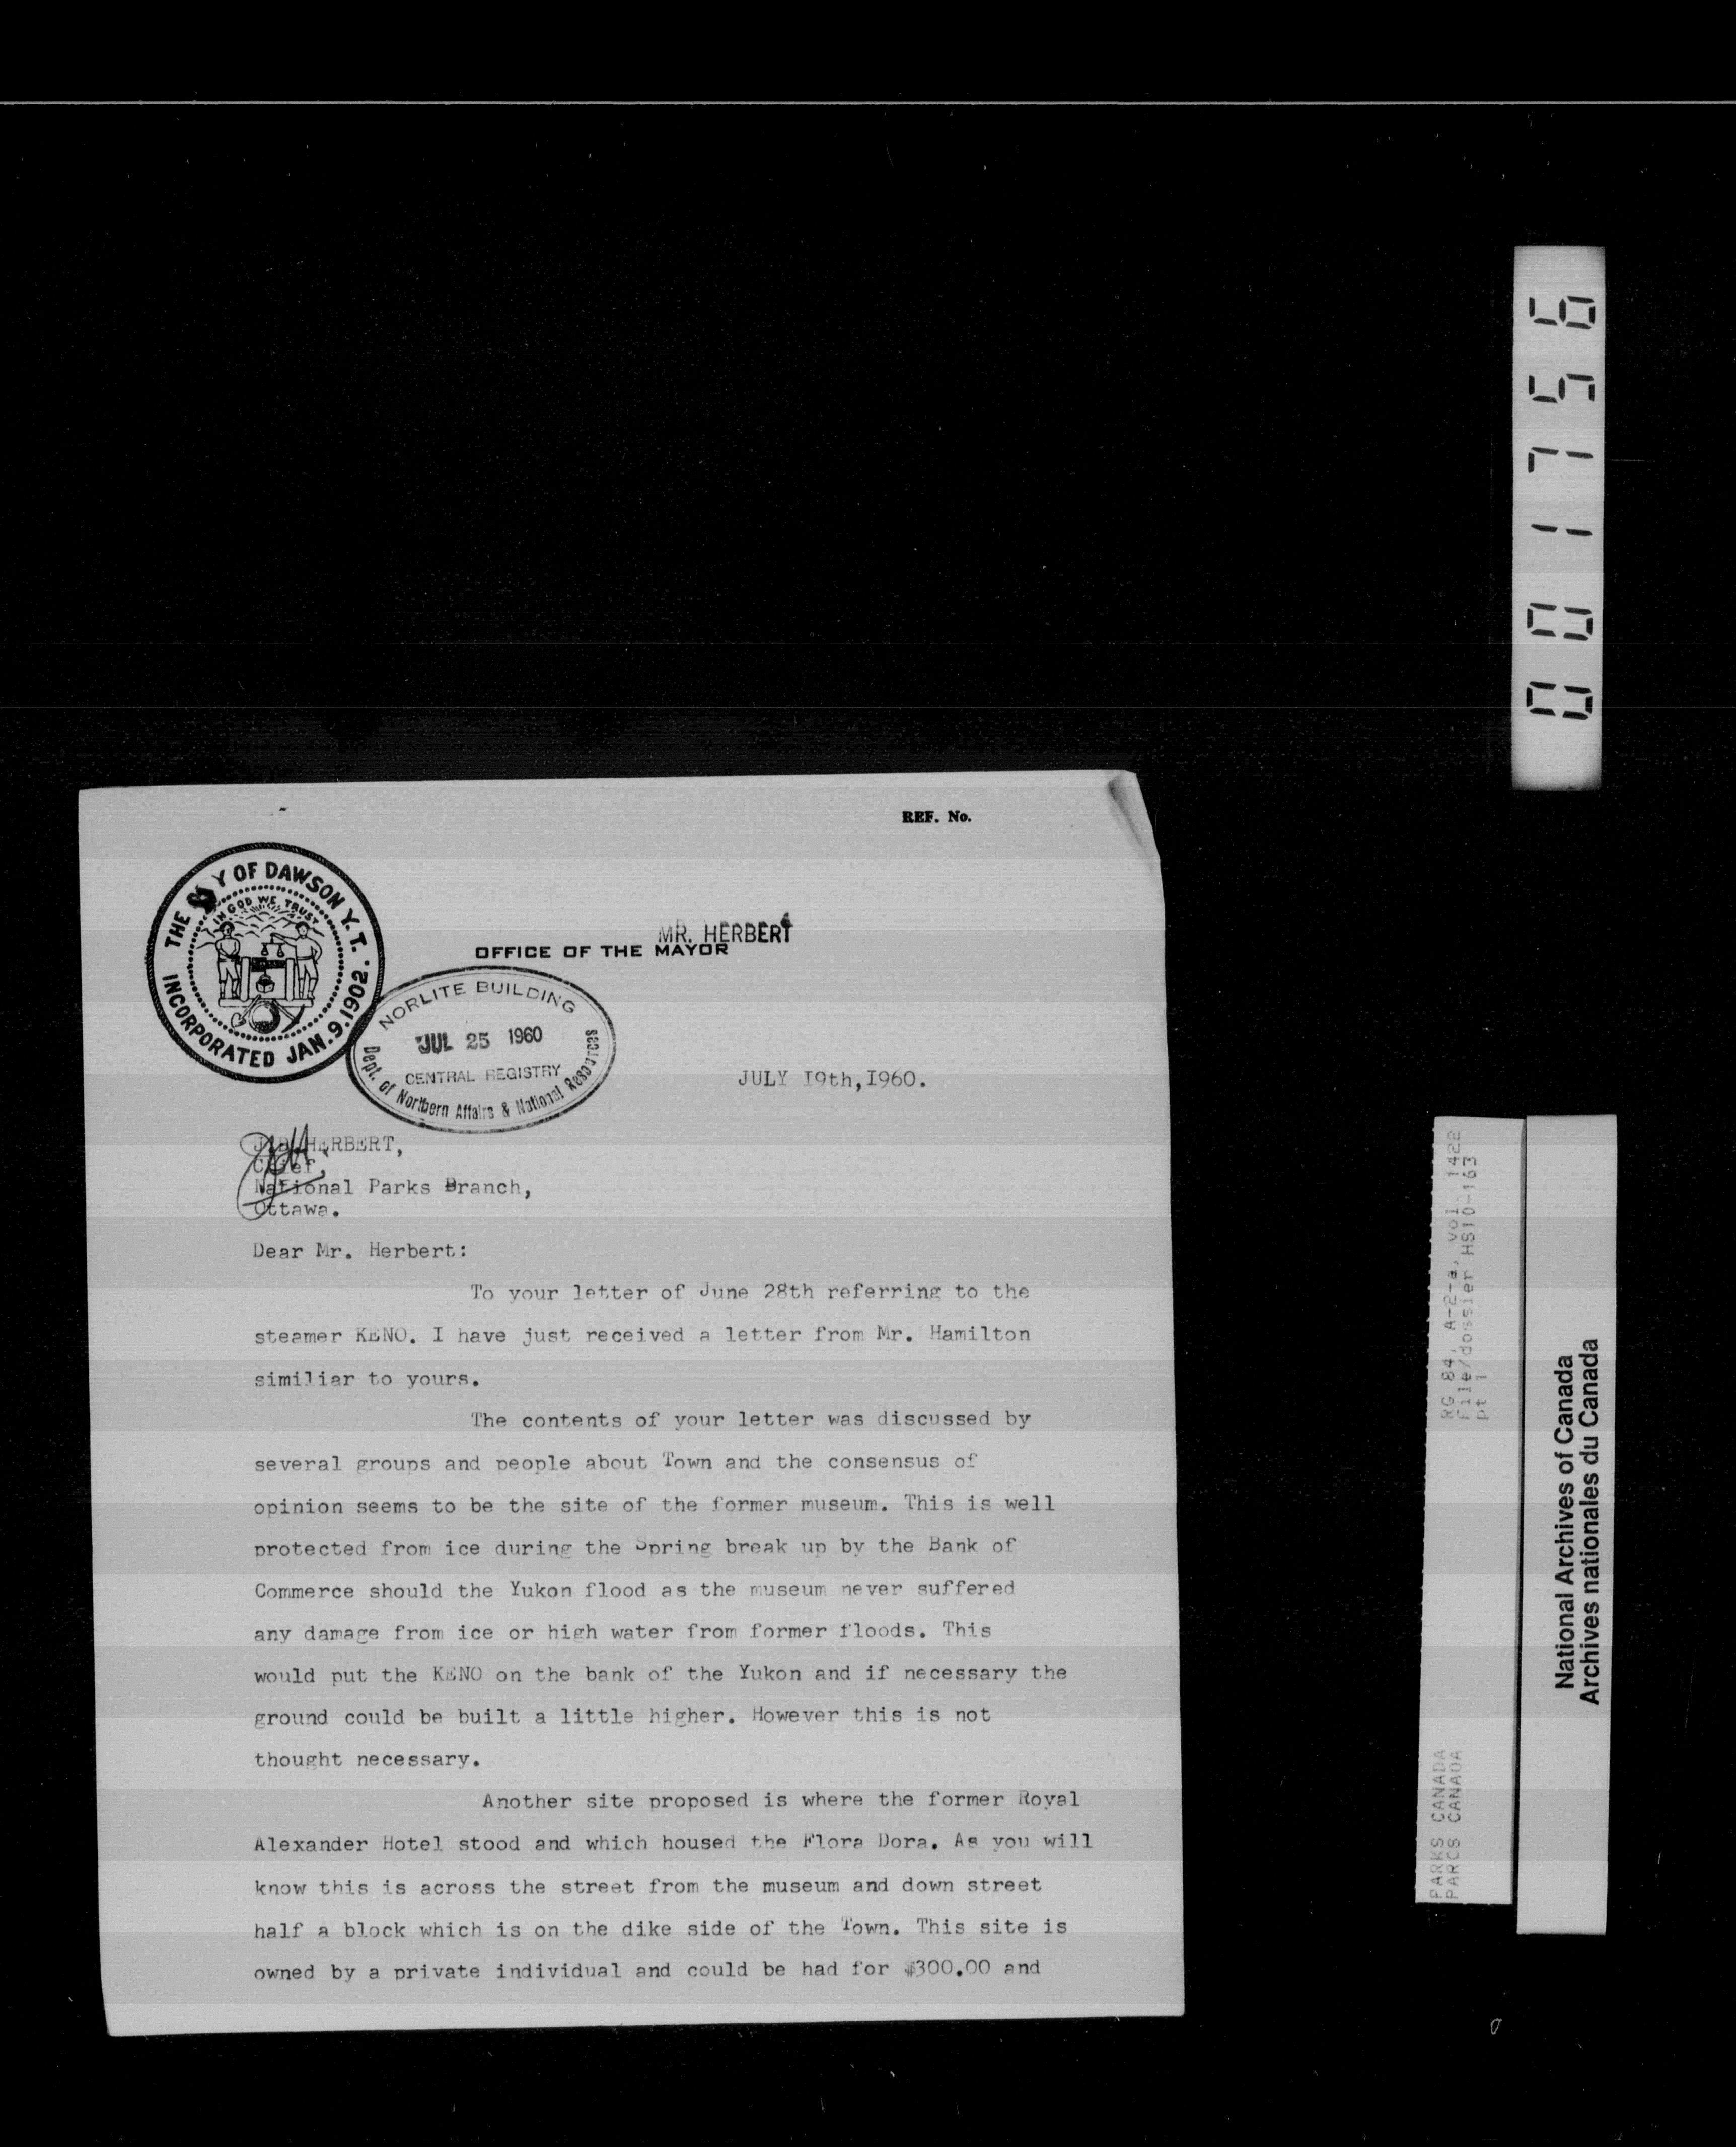 REF. No.
THE CITY OF DAWSON Y. T.
INCORPORATED JAN. 9. 1902.
IN GOD WE TRUST
MR. HERBERT
OFFICE OF THE MAYOR
NORLITE BUILDING
JUL 25 1960
CENTRAL REGISTRY
Dept. of Northern Affairs & National Resources
JULY I9th,I960.
HERBERT,
Chief,
National Parks Branch,
Ottawa.
Dear Mr. Herbert:
To your letter of June 28th referring to the
steamer KENO. I have just received a letter from Mr. Hamilton
similiar to yours.
The contents of your letter was discussed by
several groups and people about Town and the consensus of
opinion seems to be the site of the former museum. This is well
protected from ice during the Spring break up by the Bank of
Commerce should the Yukon flood as the museum never suffered
any damage from ice or high water from former floods. This
would put the KENO on the bank of the Yukon and if necessary the
ground could be built a little higher. However this is not
thought necessary.
Another site proposed is where the former Royal
Alexander Hotel stood and which housed the Flora Dora. As you will
know this is across the street from the museum and down street
half a block which is on the dike side of the Town. This site is
owned by a private individual and could be had for $300.00 and
001756
RG 84, A-2-a, vol. 1422
File/dossier HS10-163
pt 1
PARKS CANADA
PARCS CANADA
National Archives of Canada
Archives nationales du Canada